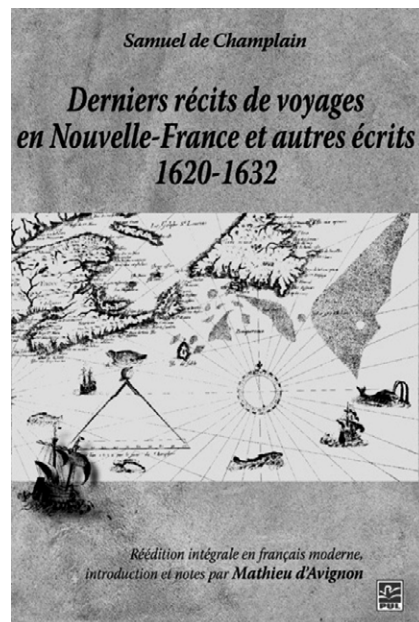 Samuel de Champlain
Derniers récits de voyages
en Nouvelle-France et autres écrits
1620-1632
Réédition intégrale en français moderne,
introduction et notes par Mathieu d'Avignon
PUL